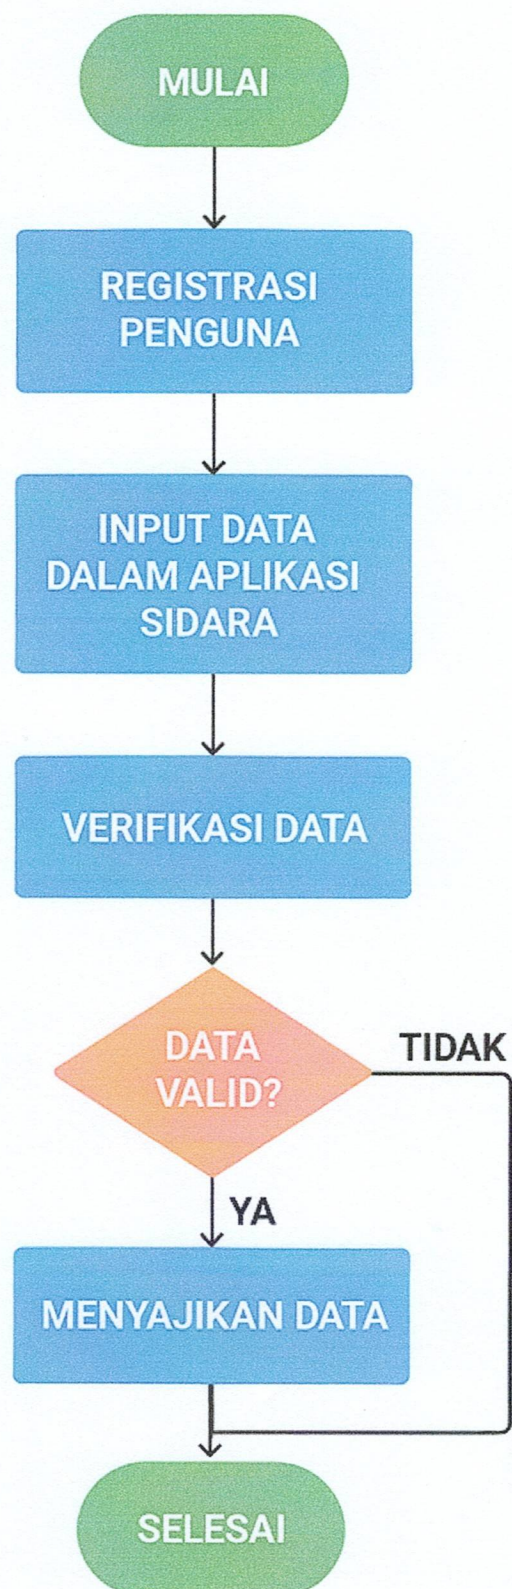 MULAI
REGISTRASI
PENGUNA
INPUT DATA
DALAM APLIKASI
SIDARA
VERIFIKASI DATA
DATA
VALID?
TIDAK
YA
MENYAJIKAN DATA
SELESAI